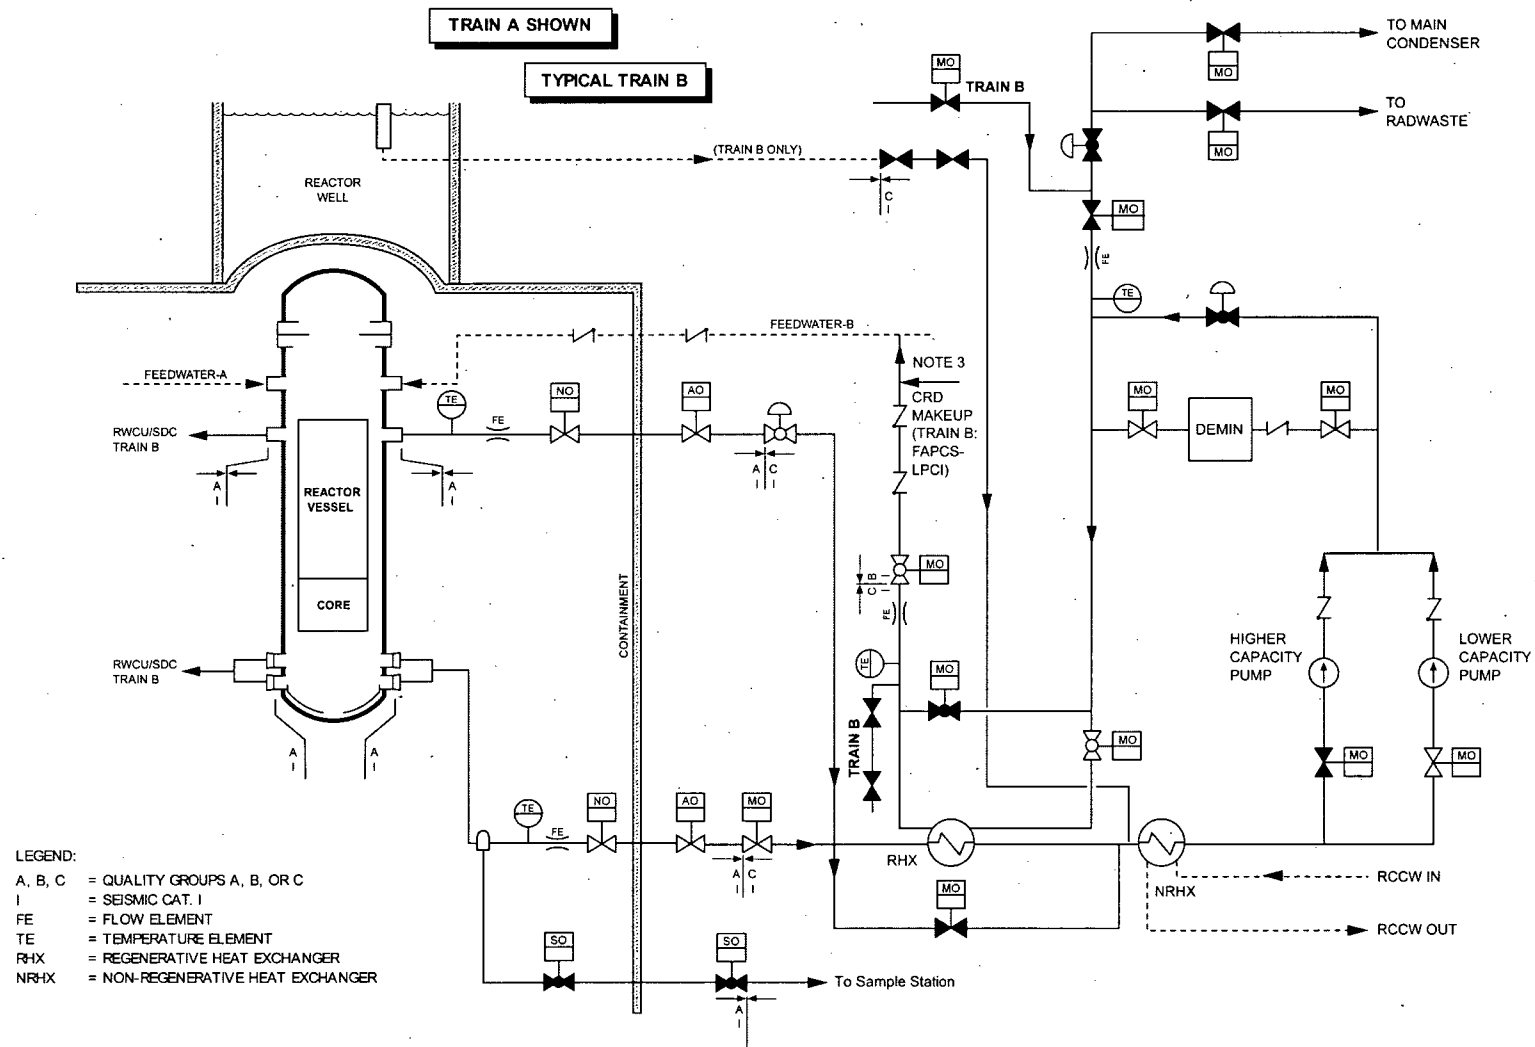 TRAIN A SHOWN
TYPICAL TRAIN B
MO
TRAIN B
TO MAIN
CONDENSER
MO
TO
RADWASTE
MO
(TRAIN B ONLY)
C
I
REACTOR
WELL
MO
FE
TE
FEEDWATER-B
FEEDWATER-A
NOTE 3
CRD
MAKEUP
(TRAIN B:
FAPCS-
LPCI)
TE
FE
NO
AO
A C
I I
RWCU/SDC
TRAIN B
A
I
A
I
MO
DEMIN
MO
REACTOR
VESSEL
CORE
CONTAINMENT
B I
C I
MO
FE
TE
MO
TRAIN B
MO
HIGHER
CAPACITY
PUMP
LOWER
CAPACITY
PUMP
MO
MO
RWCU/SDC
TRAIN B
A
I
A
I
TE
FE
NO
AO
MO
A C
I I
RHX
NRHX
MO
RCCW IN
RCCW OUT
SO
SO
To Sample Station
A
I
LEGEND:
A, B, C = QUALITY GROUPS A, B, OR C
I = SEISMIC CAT. I
FE = FLOW ELEMENT
TE = TEMPERATURE ELEMENT
RHX = REGENERATIVE HEAT EXCHANGER
NRHX = NON-REGENERATIVE HEAT EXCHANGER